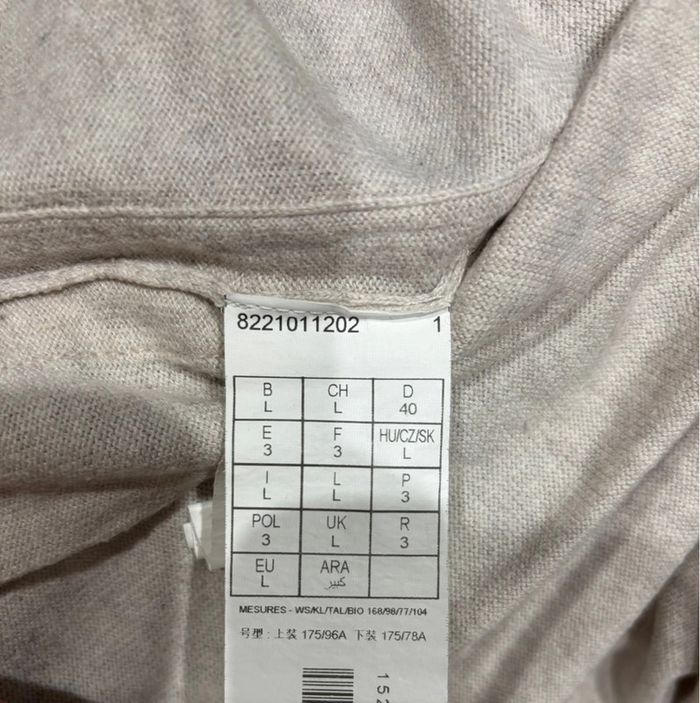 8221011202 1
B CH D
L L 40
E F HU/CZ/SK
3 3 L
I L P
L L 3
POL UK R
3 L 3
EU ARA
L كبير
MESURES - WS/KL/TAL/BIO 168/98/77/104
号型 : 上装 175/96A 下装 175/78A
152